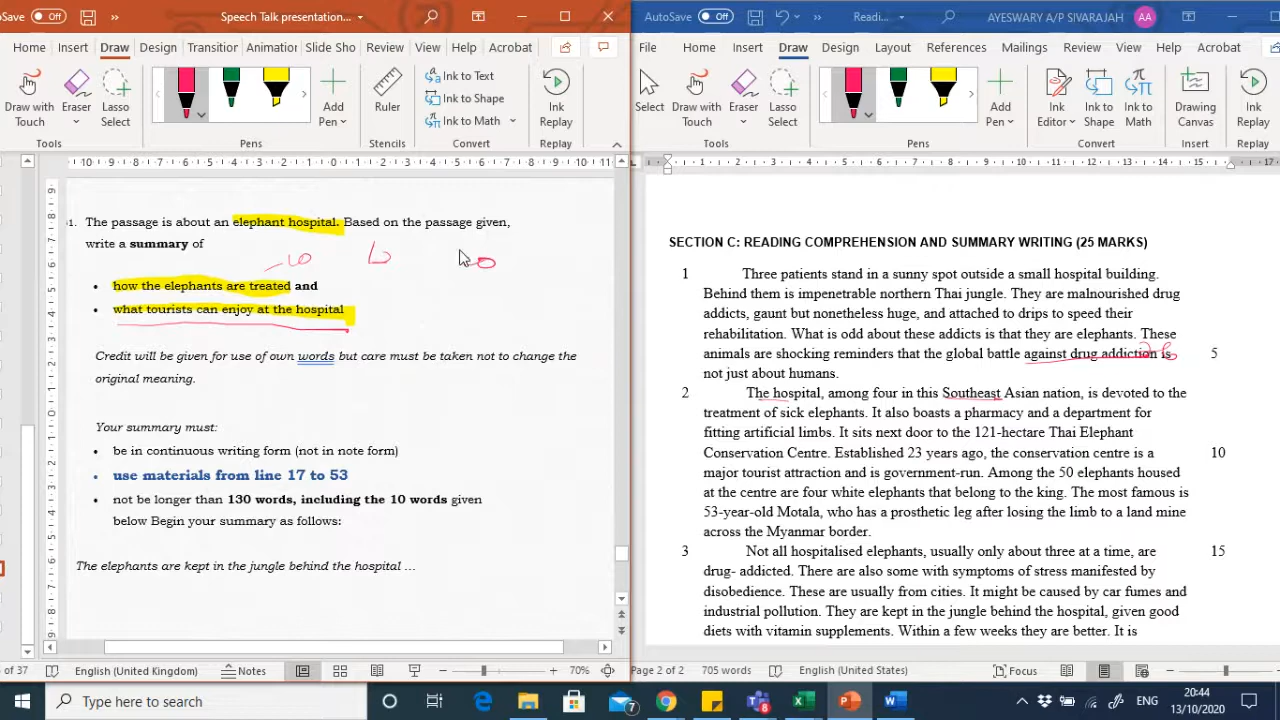 Save Off Speech Talk presentation...
AutoSave Off Readi... AYESWARY A/P SIVARAJAH AA
Home Insert Draw Design Transition Animation Slide Sho Review View Help Acrobat
File Home Insert Draw Design Layout References Mailings Review View Help Acrobat
Draw with Touch Eraser Lasso Select Add Pen Ruler Ink to Text Ink to Shape Ink to Math Ink Replay
Tools Pens Stencils Convert Replay
Select Draw with Touch Eraser Lasso Select Add Pen Ink Editor Ink to Shape Ink to Math Drawing Canvas Ink Replay
Tools Pens Convert Insert Replay
The passage is about an elephant hospital. Based on the passage given,
write a summary of
• how the elephants are treated and
• what tourists can enjoy at the hospital
Credit will be given for use of own words but care must be taken not to change the
original meaning.
Your summary must:
• be in continuous writing form (not in note form)
• use materials from line 17 to 53
• not be longer than 130 words, including the 10 words given
below Begin your summary as follows:
The elephants are kept in the jungle behind the hospital …
SECTION C: READING COMPREHENSION AND SUMMARY WRITING (25 MARKS)
1 Three patients stand in a sunny spot outside a small hospital building.
Behind them is impenetrable northern Thai jungle. They are malnourished drug
addicts, gaunt but nonetheless huge, and attached to drips to speed their
rehabilitation. What is odd about these addicts is that they are elephants. These
animals are shocking reminders that the global battle against drug addiction is 5
not just about humans.
2 The hospital, among four in this Southeast Asian nation, is devoted to the
treatment of sick elephants. It also boasts a pharmacy and a department for
fitting artificial limbs. It sits next door to the 121-hectare Thai Elephant
Conservation Centre. Established 23 years ago, the conservation centre is a 10
major tourist attraction and is government-run. Among the 50 elephants housed
at the centre are four white elephants that belong to the king. The most famous is
53-year-old Motala, who has a prosthetic leg after losing the limb to a land mine
across the Myanmar border.
3 Not all hospitalised elephants, usually only about three at a time, are 15
drug- addicted. There are also some with symptoms of stress manifested by
disobedience. These are usually from cities. It might be caused by car fumes and
industrial pollution. They are kept in the jungle behind the hospital, given good
diets with vitamin supplements. Within a few weeks they are better. It is
of 37 English (United Kingdom) Notes 70%
Page 2 of 2 705 words English (United States) Focus
Type here to search
7
8
ENG
20:44
13/10/2020